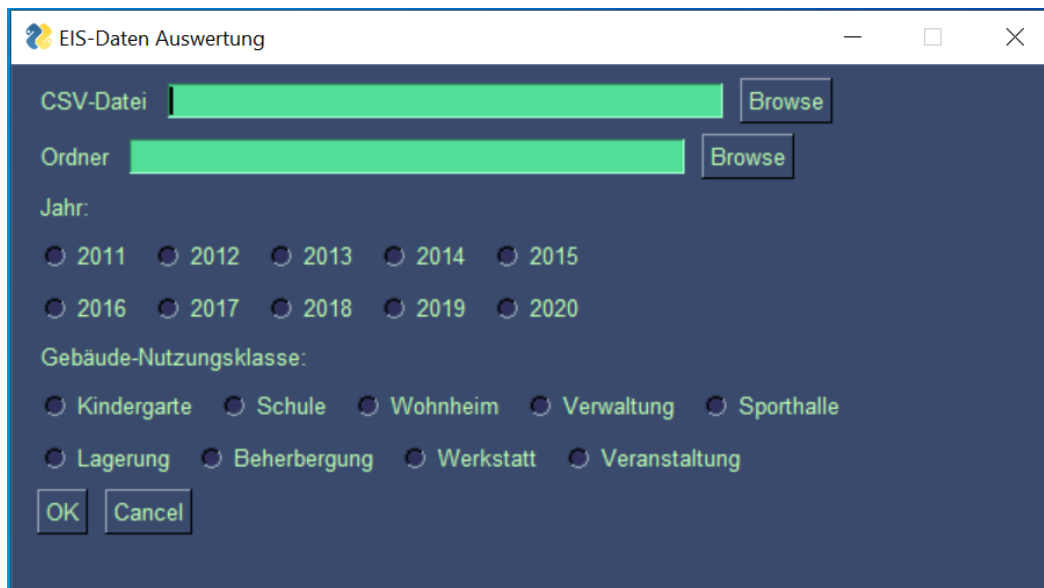 EIS-Daten Auswertung
CSV-Datei Browse
Ordner Browse
Jahr:
2011 2012 2013 2014 2015
2016 2017 2018 2019 2020
Gebäude-Nutzungsklasse:
Kindergarte Schule Wohnheim Verwaltung Sporthalle
Lagerung Beherbergung Werkstatt Veranstaltung
OK Cancel